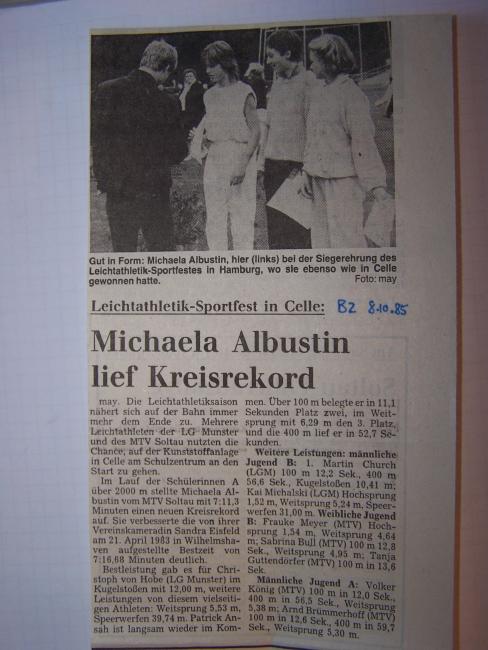 Gut in Form: Michaela Albustin, hier (links) bei der Siegerehrung des
Leichtathletik-Sportfestes in Hamburg, wo sie ebenso wie in Celle
gewonnen hatte. Foto: may
Leichtathletik-Sportfest in Celle:
BZ 8.10.85
Michaela Albustin
lief Kreisrekord
may. Die Leichtathletiksaison
nähert sich auf der Bahn immer
mehr dem Ende zu. Mehrere
Leichtathleten der LG Munster
und des MTV Soltau nutzten die
Chance, auf der Kunststoffanlage
in Celle am Schulzentrum an den
Start zu gehen.
Im Lauf der Schülerinnen A
über 2000 m stellte Michaela Al-
bustin vom MTV Soltau mit 7:11,3
Minuten einen neuen Kreisrekord
auf. Sie verbesserte die von ihrer
Vereinskameradin Sandra Eisfeld
am 21. April 1983 in Wilhelmsha-
ven aufgestellte Bestzeit von
7:16,68 Minuten deutlich.
Bestleistung gab es für Chri-
stoph von Hobe (LG Munster) im
Kugelstoßen mit 12,00 m, weitere
Leistungen von diesem vielseiti-
gen Athleten: Weitsprung 5,53 m,
Speerwerfen 39,74 m. Patrick An-
sah ist langsam wieder im Kom-
men. Über 100 m belegte er in 11,1
Sekunden Platz zwei, im Weit-
sprung mit 6,29 m den 3. Platz,
und die 400 m lief er in 52,7 Se-
kunden.
Weitere Leistungen: männliche
Jugend B: 1. Martin Church
(LGM) 100 m 12,2 Sek., 400 m
56,6 Sek., Kugelstoßen 10,41 m;
Kai Michalski (LGM) Hochsprung
1,52 m, Weitsprung 5,24 m, Speer-
werfen 31,00 m. Weibliche Jugend
B: Frauke Meyer (MTV) Hoch-
sprung 1,54 m, Weitsprung 4,64
m; Sabrina Bull (MTV) 100 m 12,8
Sek., Weitsprung 4,95 m; Tanja
Guttendörfer (MTV) 100 m in 13,6
Sek.
Männliche Jugend A: Volker
König (MTV) 100 m in 12,0 Sek.,
400 m in 56,5 Sek., Weitsprung
5,38 m; Arnd Brümmerhoff (MTV)
100 m in 12,6 Sek., 400 m in 59,7
Sek., Weitsprung 5,30 m.